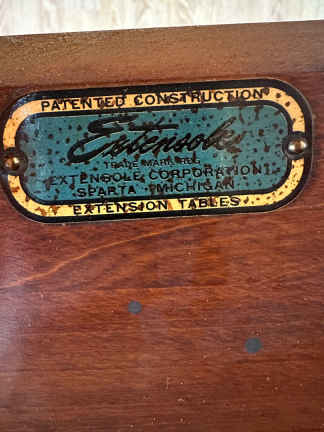 PATENTED CONSTRUCTION
Extensole
TRADE MARK REG
EXTENSOLE CORPORATION
SPARTA - MICHIGAN
EXTENSION TABLES